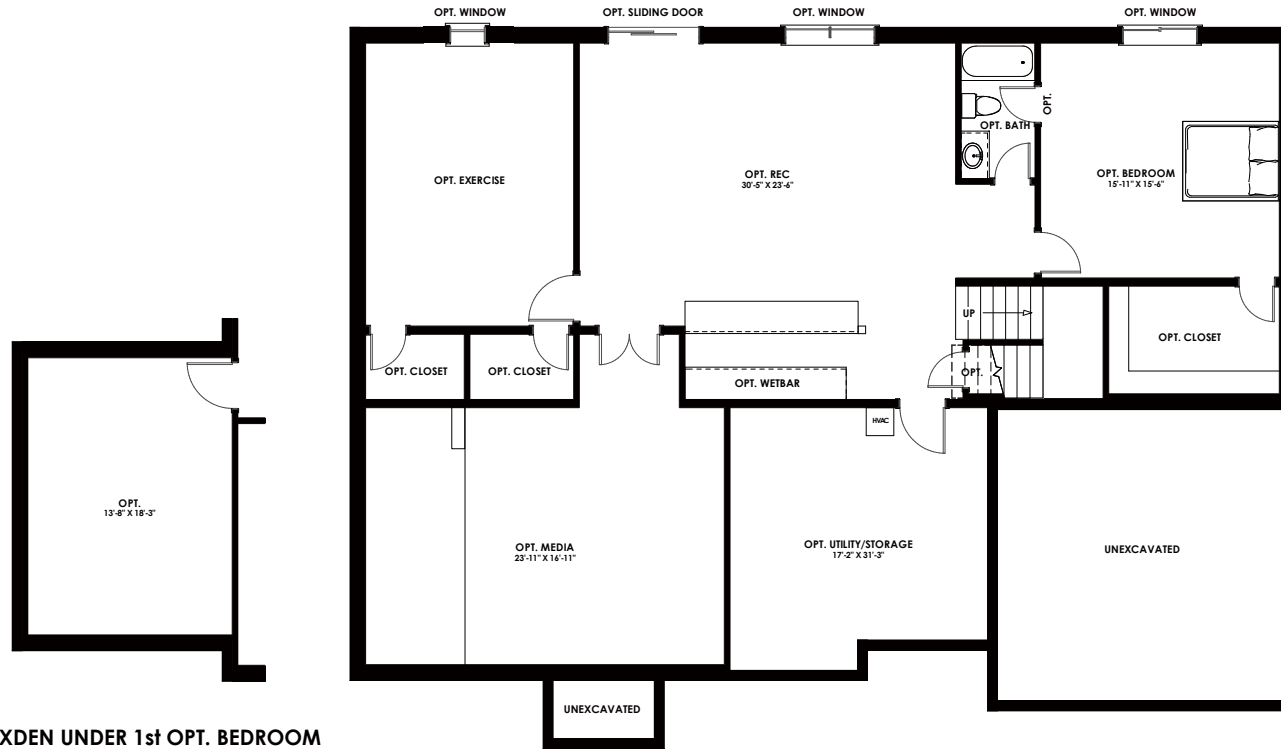 OPT. WINDOW
OPT. SLIDING DOOR
OPT. WINDOW
OPT. WINDOW
OPT.
OPT. BATH
OPT. EXERCISE
OPT. REC
30'-5" X 23'-6"
OPT. BEDROOM
15'-11" X 15'-6"
UP
OPT. CLOSET
OPT. CLOSET
OPT. CLOSET
OPT.
OPT. WETBAR
HVAC
OPT.
13'-8" X 18'-3"
OPT. MEDIA
23'-11" X 16'-11"
OPT. UTILITY/STORAGE
17'-2" X 31'-3"
UNEXCAVATED
UNEXCAVATED
XDEN UNDER 1st OPT. BEDROOM